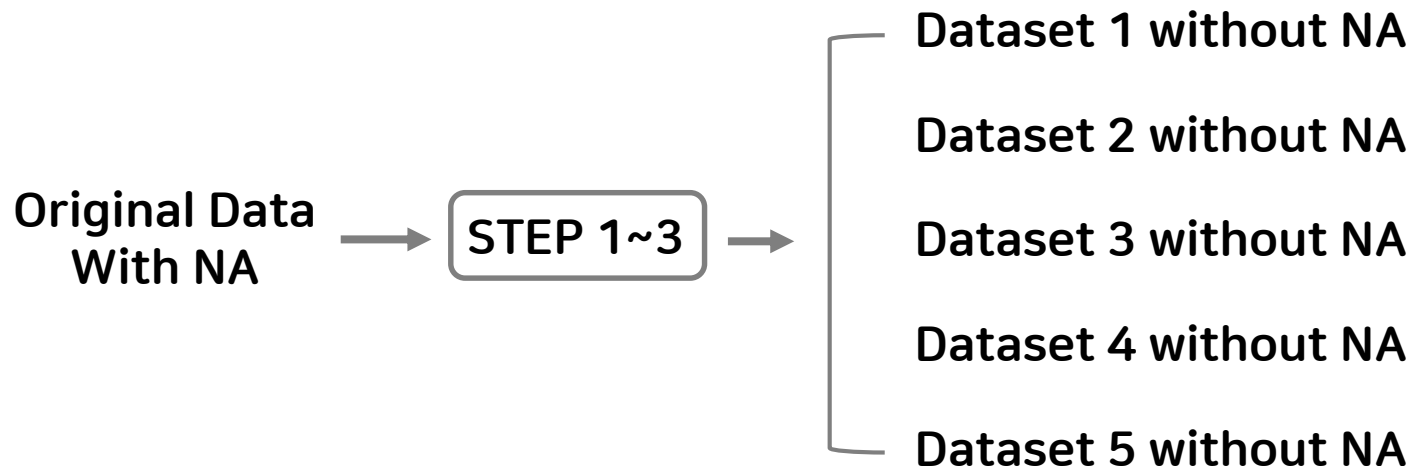 Original Data
With NA
STEP 1~3
Dataset 1 without NA
Dataset 2 without NA
Dataset 3 without NA
Dataset 4 without NA
Dataset 5 without NA